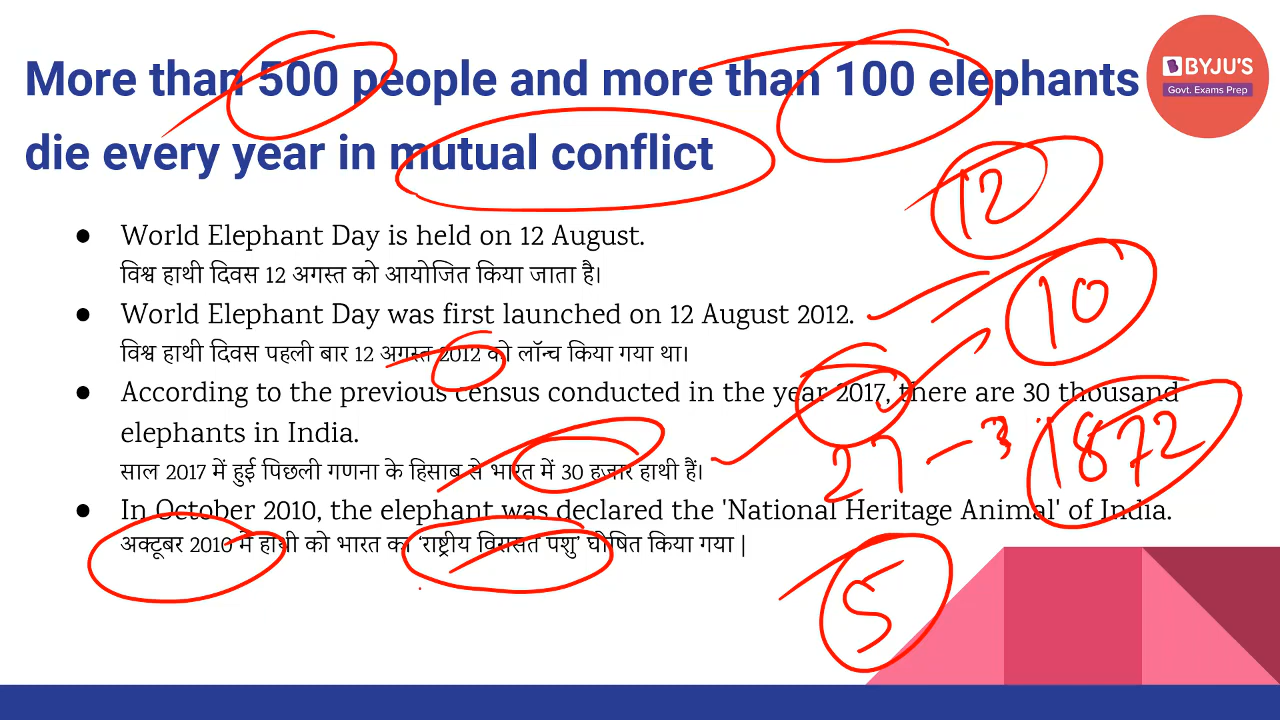 More than 500 people and more than 100 elephants
die every year in mutual conflict
BYJU'S
Govt. Exams Prep
● World Elephant Day is held on 12 August.
विश्व हाथी दिवस 12 अगस्त को आयोजित किया जाता है।
● World Elephant Day was first launched on 12 August 2012.
विश्व हाथी दिवस पहली बार 12 अगस्त 2012 को लॉन्च किया गया था।
● According to the previous census conducted in the year 2017, there are 30 thousand
elephants in India.
साल 2017 में हुई पिछली गणना के हिसाब से भारत में 30 हजार हाथी हैं।
● In October 2010, the elephant was declared the 'National Heritage Animal' of India.
अक्टूबर 2010 में हाथी को भारत का 'राष्ट्रीय विरासत पशु' घोषित किया गया |
12
10
27 - 3
1872
5